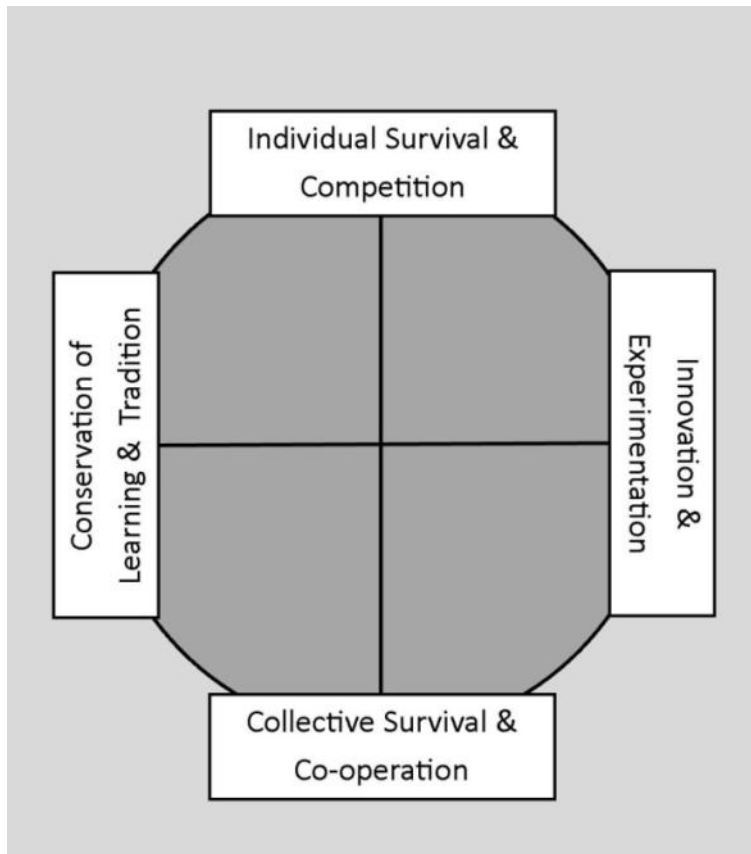 Individual Survival &
Competition
Conservation of
Learning & Tradition
Innovation &
Experimentation
Collective Survival &
Co-operation